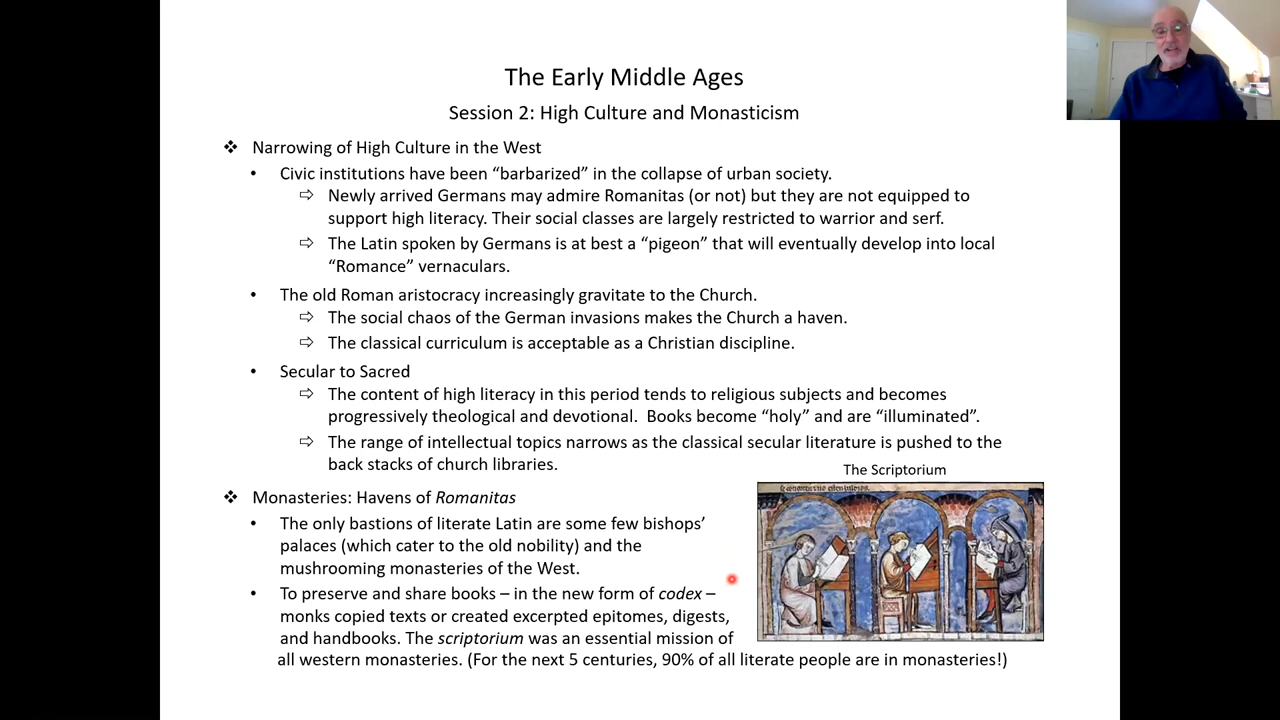 The Early Middle Ages
Session 2: High Culture and Monasticism
❖ Narrowing of High Culture in the West
• Civic institutions have been “barbarized” in the collapse of urban society.
⇨ Newly arrived Germans may admire Romanitas (or not) but they are not equipped to
support high literacy. Their social classes are largely restricted to warrior and serf.
⇨ The Latin spoken by Germans is at best a “pigeon” that will eventually develop into local
“Romance” vernaculars.
• The old Roman aristocracy increasingly gravitate to the Church.
⇨ The social chaos of the German invasions makes the Church a haven.
⇨ The classical curriculum is acceptable as a Christian discipline.
• Secular to Sacred
⇨ The content of high literacy in this period tends to religious subjects and becomes
progressively theological and devotional.  Books become “holy” and are “illuminated”.
⇨ The range of intellectual topics narrows as the classical secular literature is pushed to the
back stacks of church libraries.
The Scriptorium
❖ Monasteries: Havens of Romanitas
• The only bastions of literate Latin are some few bishops’
palaces (which cater to the old nobility) and the
mushrooming monasteries of the West.
• To preserve and share books – in the new form of codex –
monks copied texts or created excerpted epitomes, digests,
and handbooks. The scriptorium was an essential mission of
all western monasteries. (For the next 5 centuries, 90% of all literate people are in monasteries!)